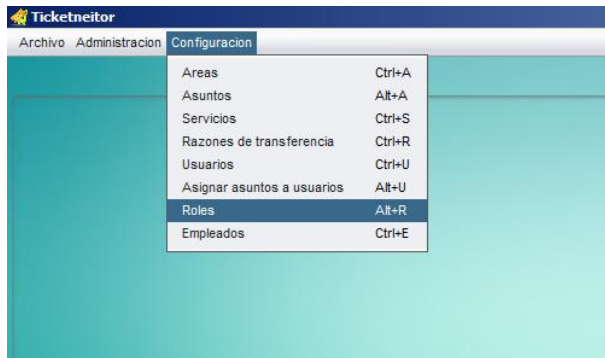 Ticketneitor
Archivo Administracion Configuracion
Areas Ctrl+A
Asuntos Alt+A
Servicios Ctrl+S
Razones de transferencia Ctrl+R
Usuarios Ctrl+U
Asignar asuntos a usuarios Alt+U
Roles Alt+R
Empleados Ctrl+E